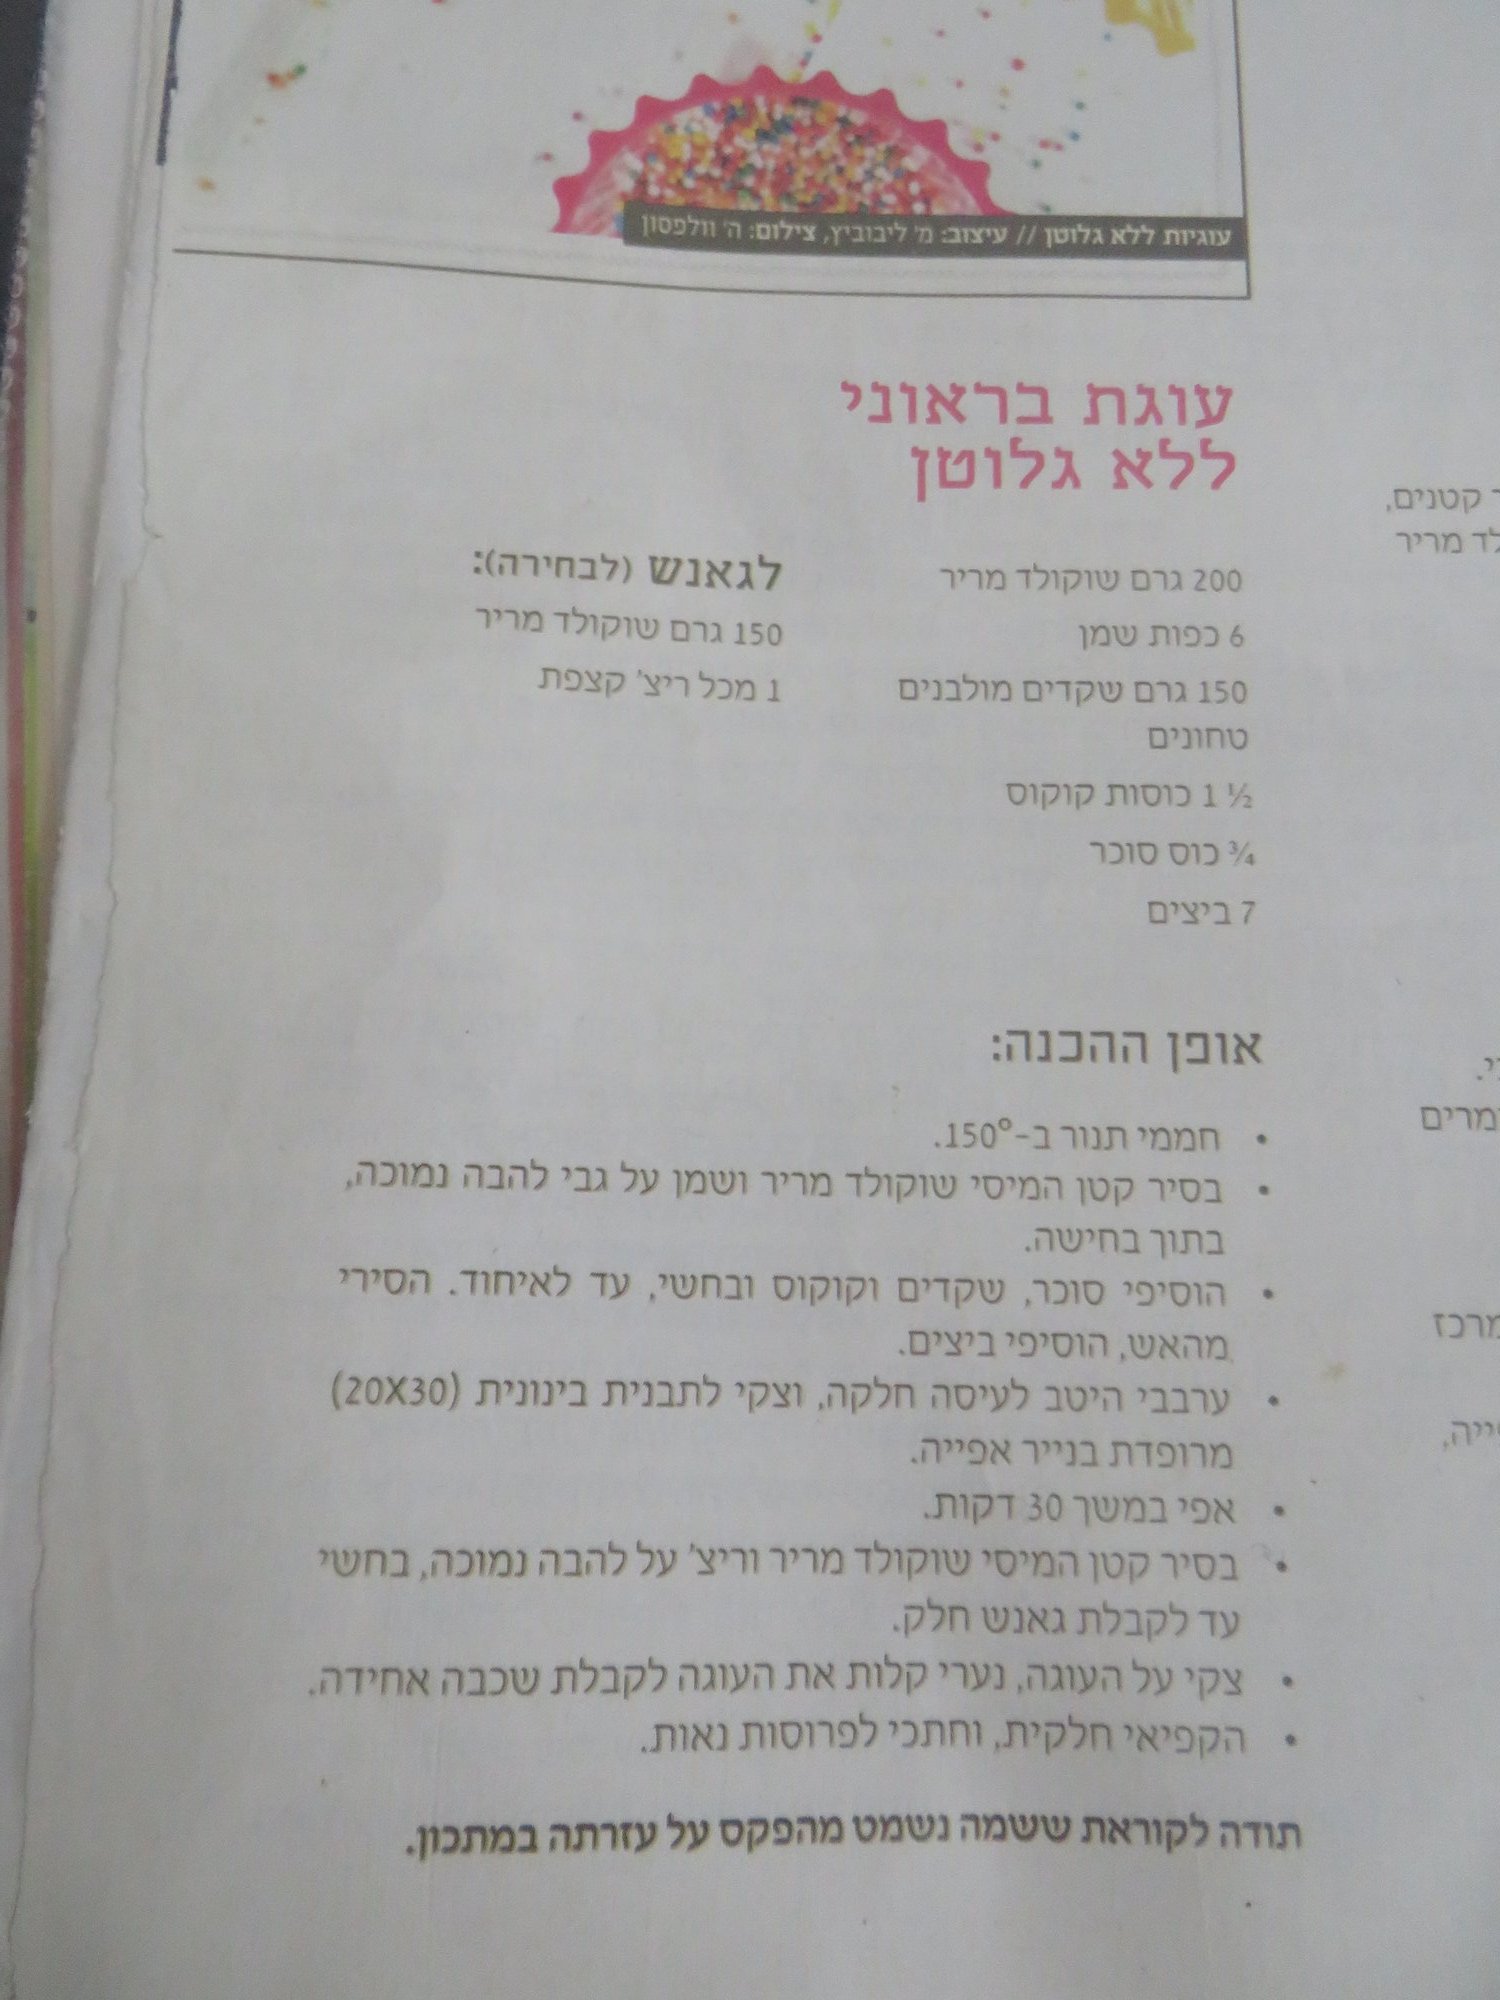 עוגיות ללא גלוטן // עיצוב: מ' ליבוביץ, צילום: ה' וולפסון
עוגת בראוני
ללא גלוטן
200 גרם שוקולד מריר
6 כפות שמן
150 גרם שקדים מולבנים
טחונים
½ 1 כוסות קוקוס
¾ כוס סוכר
7 ביצים
לגאנש (לבחירה):
150 גרם שוקולד מריר
1 מכל ריצ' קצפת
אופן ההכנה:
• חממי תנור ב-150°.
• בסיר קטן המיסי שוקולד מריר ושמן על גבי להבה נמוכה,
בתוך בחישה.
• הוסיפי סוכר, שקדים וקוקוס ובחשי, עד לאיחוד. הסירי
מהאש, הוסיפי ביצים.
• ערבבי היטב לעיסה חלקה, וצקי לתבנית בינונית (20X30)
מרופדת בנייר אפייה.
• אפי במשך 30 דקות.
• בסיר קטן המיסי שוקולד מריר וריצ' על להבה נמוכה, בחשי
עד לקבלת גאנש חלק.
• צקי על העוגה, נערי קלות את העוגה לקבלת שכבה אחידה.
• הקפיאי חלקית, וחתכי לפרוסות נאות.
תודה לקוראת ששמה נשמט מהפקס על עזרתה במתכון.
קטנים,
מריר